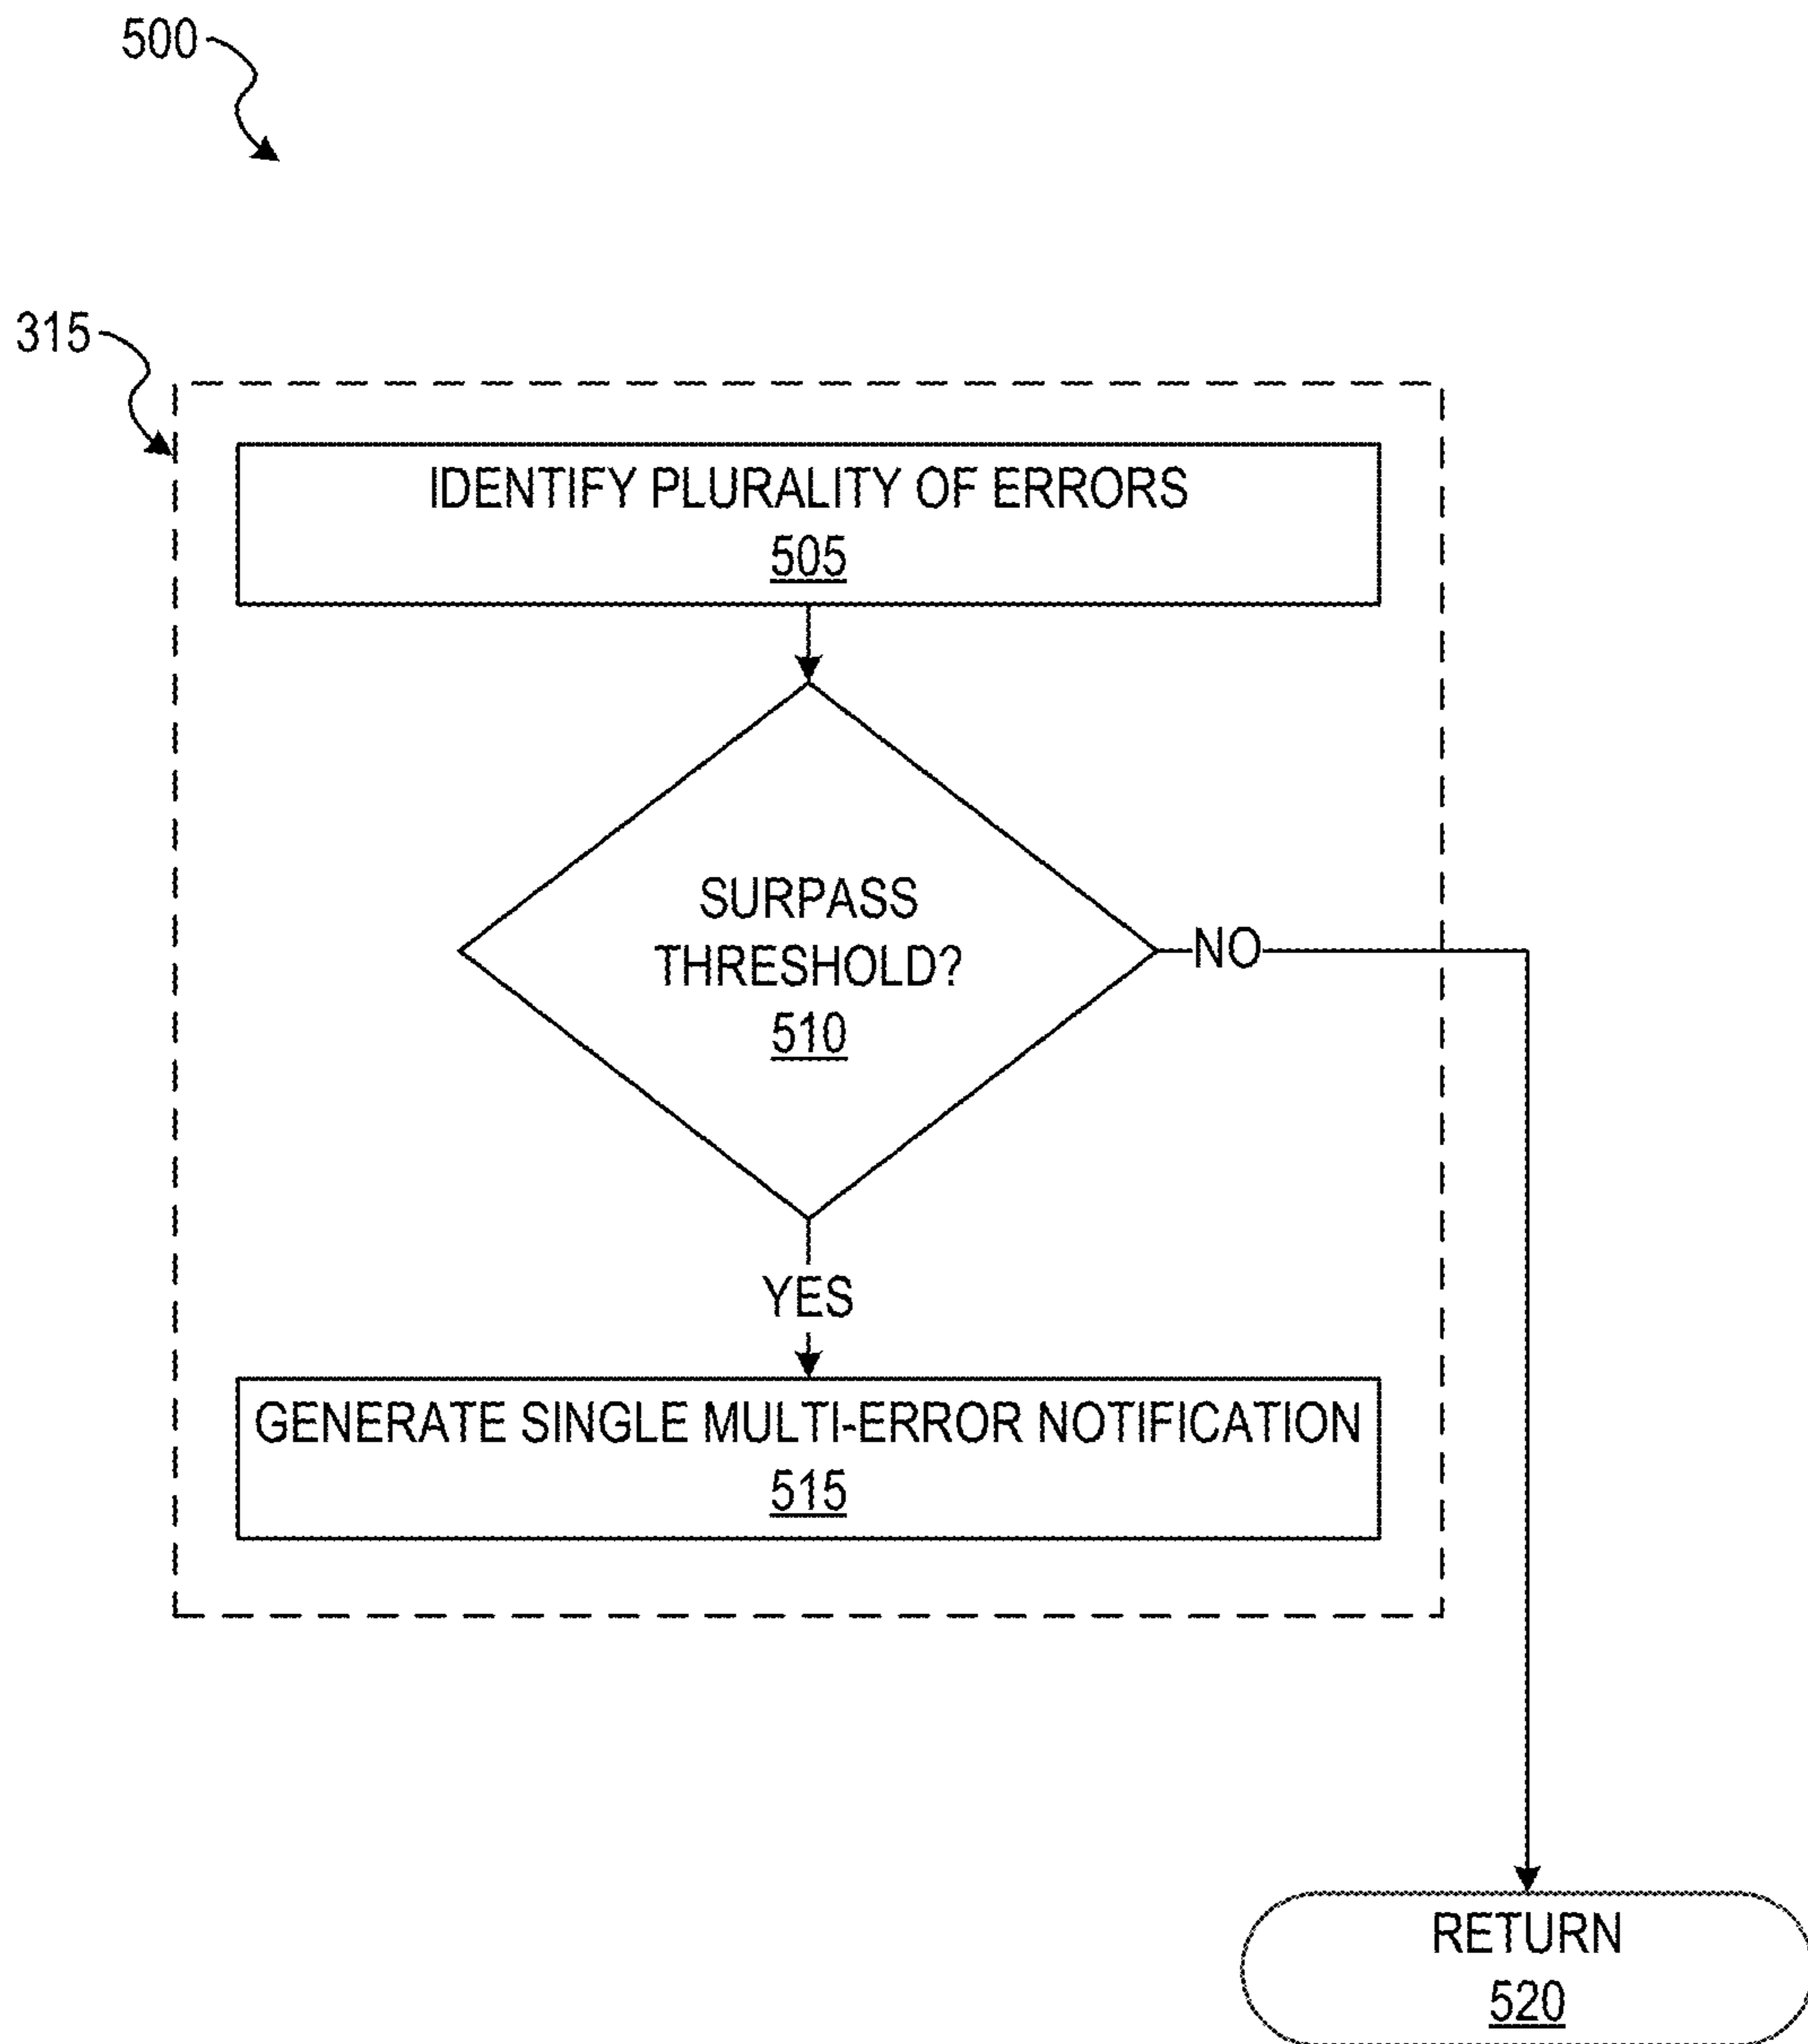 500
315
IDENTIFY PLURALITY OF ERRORS
505
SURPASS
THRESHOLD?
510
NO
YES
GENERATE SINGLE MULTI-ERROR NOTIFICATION
515
RETURN
520